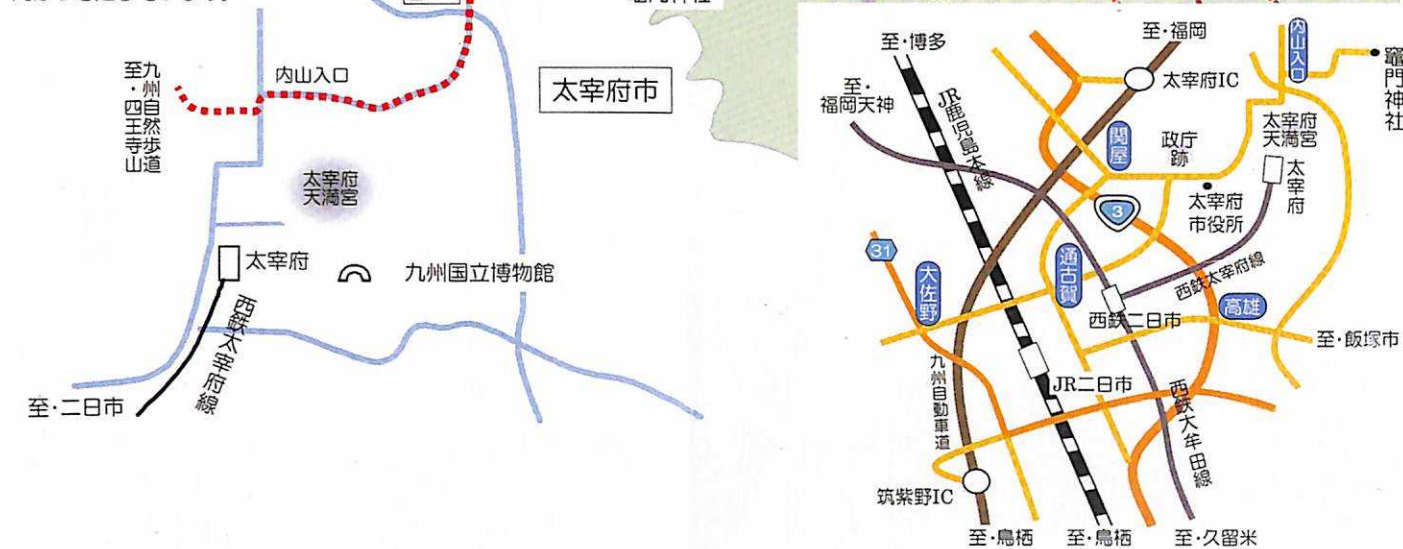 内山入口
至・四王寺山
九州自然歩道
太宰府市
太宰府
天満宮
太宰府
九州国立博物館
西鉄太宰府線
至・二日市
至・博多
至・福岡
至・
福岡天神
JR鹿児島本線
太宰府IC
内山入口
竈門神社
関屋
政庁
跡
太宰府
天満宮
太宰府
太宰府
市役所
3
31
大佐野
通古賀
西鉄太宰府線
西鉄二日市
高雄
至・飯塚市
JR二日市
九州自動車道
西鉄大牟田線
筑紫野IC
至・鳥栖
至・鳥栖
至・久留米